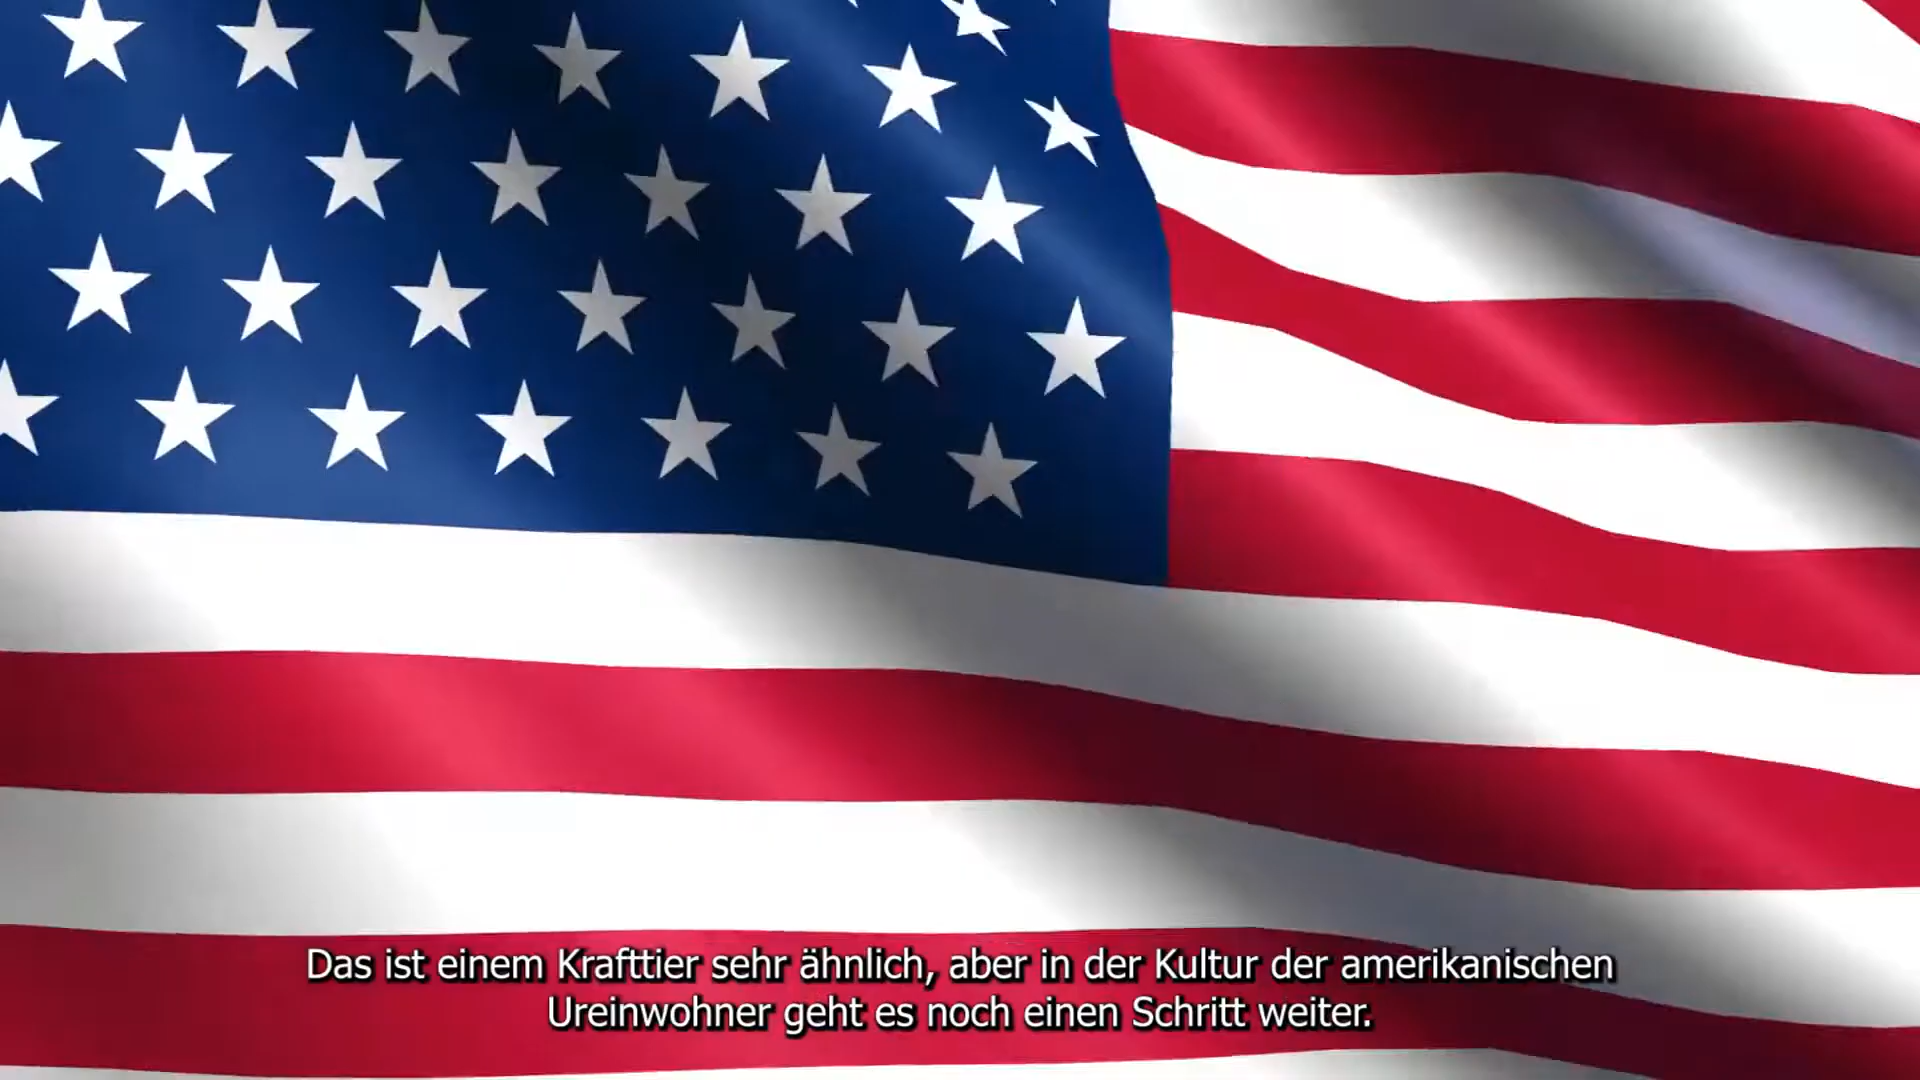 Das ist einem Krafttier sehr ähnlich, aber in der Kultur der amerikanischen
Ureinwohner geht es noch einen Schritt weiter.